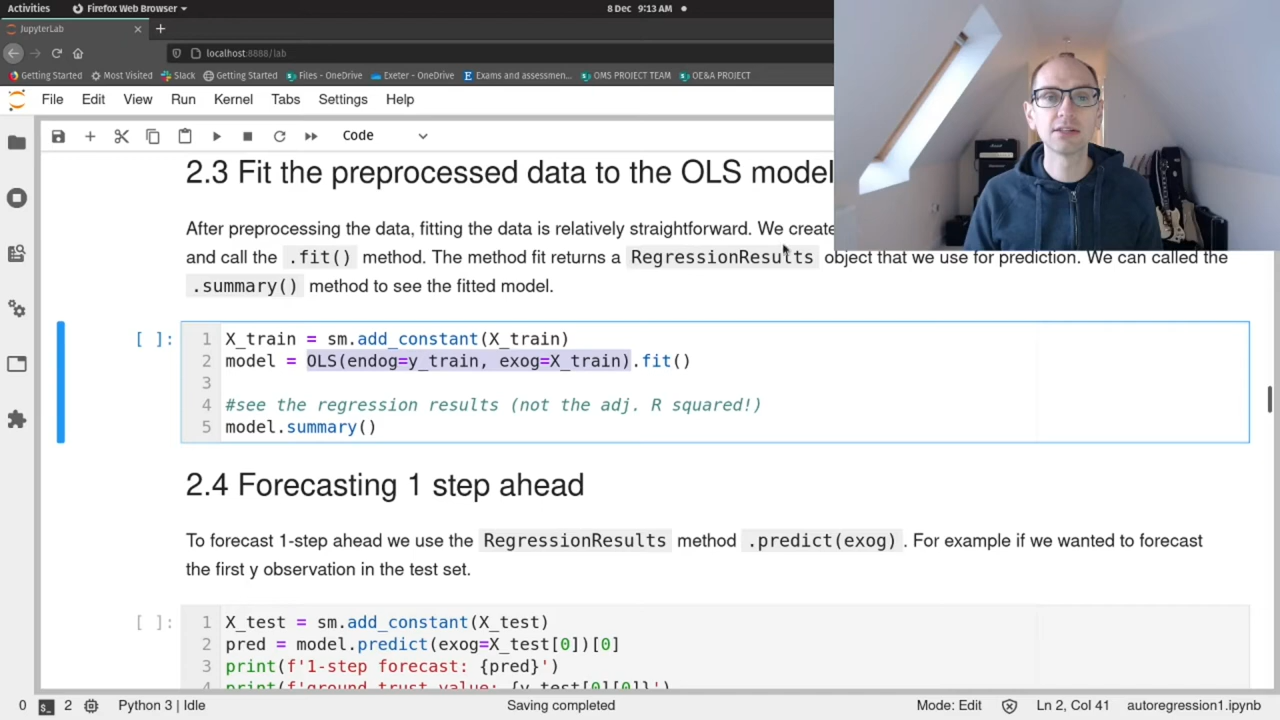 Activities
Firefox Web Browser
8 Dec 9:13 AM
JupyterLab
localhost:8888/lab
Getting Started
Most Visited
Slack
Getting Started
Files - OneDrive
Exeter - OneDrive
Exams and assessmen...
OMS PROJECT TEAM
OE&A PROJECT
File Edit View Run Kernel Tabs Settings Help
Code
2.3 Fit the preprocessed data to the OLS model
After preprocessing the data, fitting the data is relatively straightforward. We create
and call the .fit() method. The method fit returns a RegressionResults object that we use for prediction. We can called the
.summary() method to see the fitted model.
[ ]:
1 X_train = sm.add_constant(X_train)
2 model = OLS(endog=y_train, exog=X_train).fit()
3
4 #see the regression results (not the adj. R squared!)
5 model.summary()
2.4 Forecasting 1 step ahead
To forecast 1-step ahead we use the RegressionResults method .predict(exog). For example if we wanted to forecast
the first y observation in the test set.
[ ]:
1 X_test = sm.add_constant(X_test)
2 pred = model.predict(exog=X_test[0])[0]
3 print(f'1-step forecast: {pred}')
4 print(f'ground trust value: {y_test[0][0]}')
0 2 Python 3 | Idle
Saving completed
Mode: Edit
Ln 2, Col 41
autoregression1.ipynb